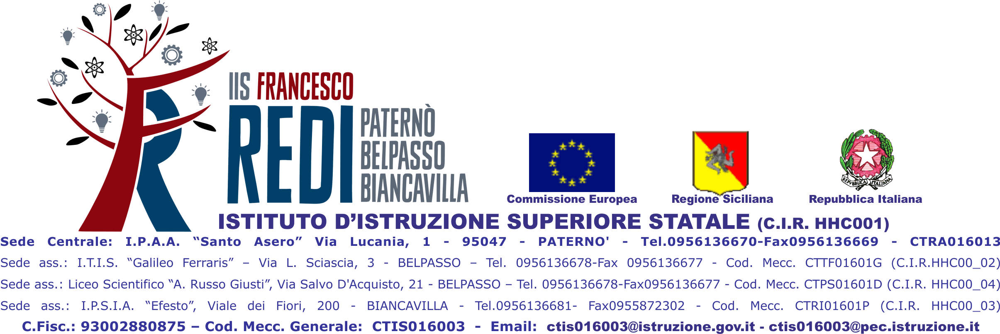 IIS FRANCESCO
REDI
PATERNÒ
BELPASSO
BIANCAVILLA
REPVBBLICA ITALIANA
Commissione Europea
Regione Siciliana
Repubblica Italiana
ISTITUTO D’ISTRUZIONE SUPERIORE STATALE (C.I.R. HHC001)
Sede Centrale: I.P.A.A. “Santo Asero” Via Lucania, 1 - 95047 - PATERNO' - Tel.0956136670-Fax0956136669 - CTRA016013
Sede ass.: I.T.I.S. “Galileo Ferraris” – Via L. Sciascia, 3 - BELPASSO – Tel. 0956136678-Fax 0956136677 - Cod. Mecc. CTTF01601G (C.I.R.HHC00_02)
Sede ass.: Liceo Scientifico “A. Russo Giusti”, Via Salvo D'Acquisto, 21 - BELPASSO – Tel. 0956136678-Fax0956136677 - Cod. Mecc. CTPS01601D (C.I.R. HHC00_04)
Sede ass.: I.P.S.I.A. “Efesto”, Viale dei Fiori, 200 - BIANCAVILLA - Tel.0956136681- Fax0955872302 - Cod. Mecc. CTRI01601P (C.I.R. HHC00_03)
C.Fisc.: 93002880875 – Cod. Mecc. Generale: CTIS016003 - Email: ctis016003@istruzione.gov.it - ctis016003@pec.istruzione.it